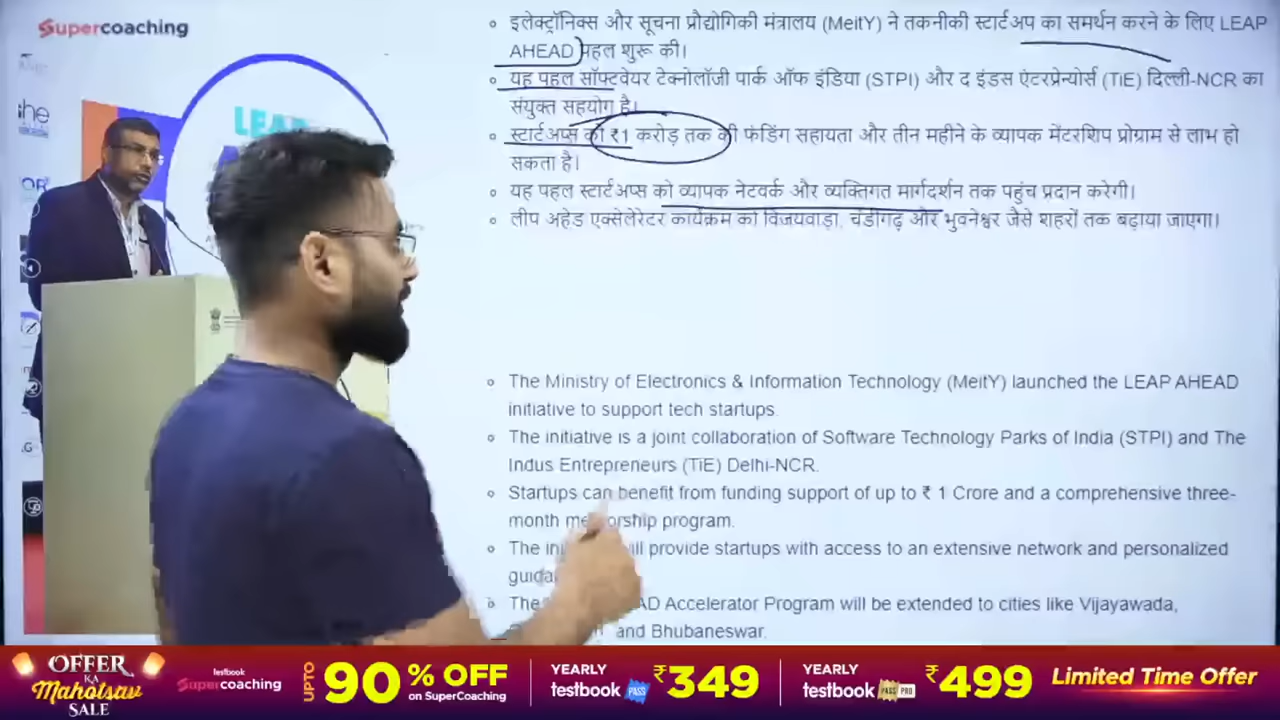 Supercoaching
इलेक्ट्रॉनिक्स और सूचना प्रौद्योगिकी मंत्रालय (MeitY) ने तकनीकी स्टार्टअप का समर्थन करने के लिए LEAP
AHEAD पहल शुरू की।
यह पहल सॉफ्टवेयर टेक्नोलॉजी पार्क ऑफ इंडिया (STPI) और द इंडस एंटरप्रेन्योर्स (TiE) दिल्ली-NCR का
संयुक्त सहयोग है।
स्टार्टअप्स को ₹1 करोड़ तक की फंडिंग सहायता और तीन महीने के व्यापक मेंटरशिप प्रोग्राम से लाभ हो
सकता है।
यह पहल स्टार्टअप्स को व्यापक नेटवर्क और व्यक्तिगत मार्गदर्शन तक पहुंच प्रदान करेगी।
लीप अहेड एक्सेलेरेटर कार्यक्रम को विजयवाड़ा, चंडीगढ़ और भुवनेश्वर जैसे शहरों तक बढ़ाया जाएगा।
The Ministry of Electronics & Information Technology (MeitY) launched the LEAP AHEAD
initiative to support tech startups.
The initiative is a joint collaboration of Software Technology Parks of India (STPI) and The
Indus Entrepreneurs (TiE) Delhi-NCR.
Startups can benefit from funding support of up to ₹ 1 Crore and a comprehensive three-
month program.
The will provide startups with access to an extensive network and personalized
The Accelerator Program will be extended to cities like Vijayawada,
and Bhubaneswar.
OFFER KA Mahotsav SALE
testbook Supercoaching
UPTO 90% OFF on SuperCoaching
YEARLY testbook PASS ₹349
YEARLY testbook PASS PRO ₹499
Limited Time Offer